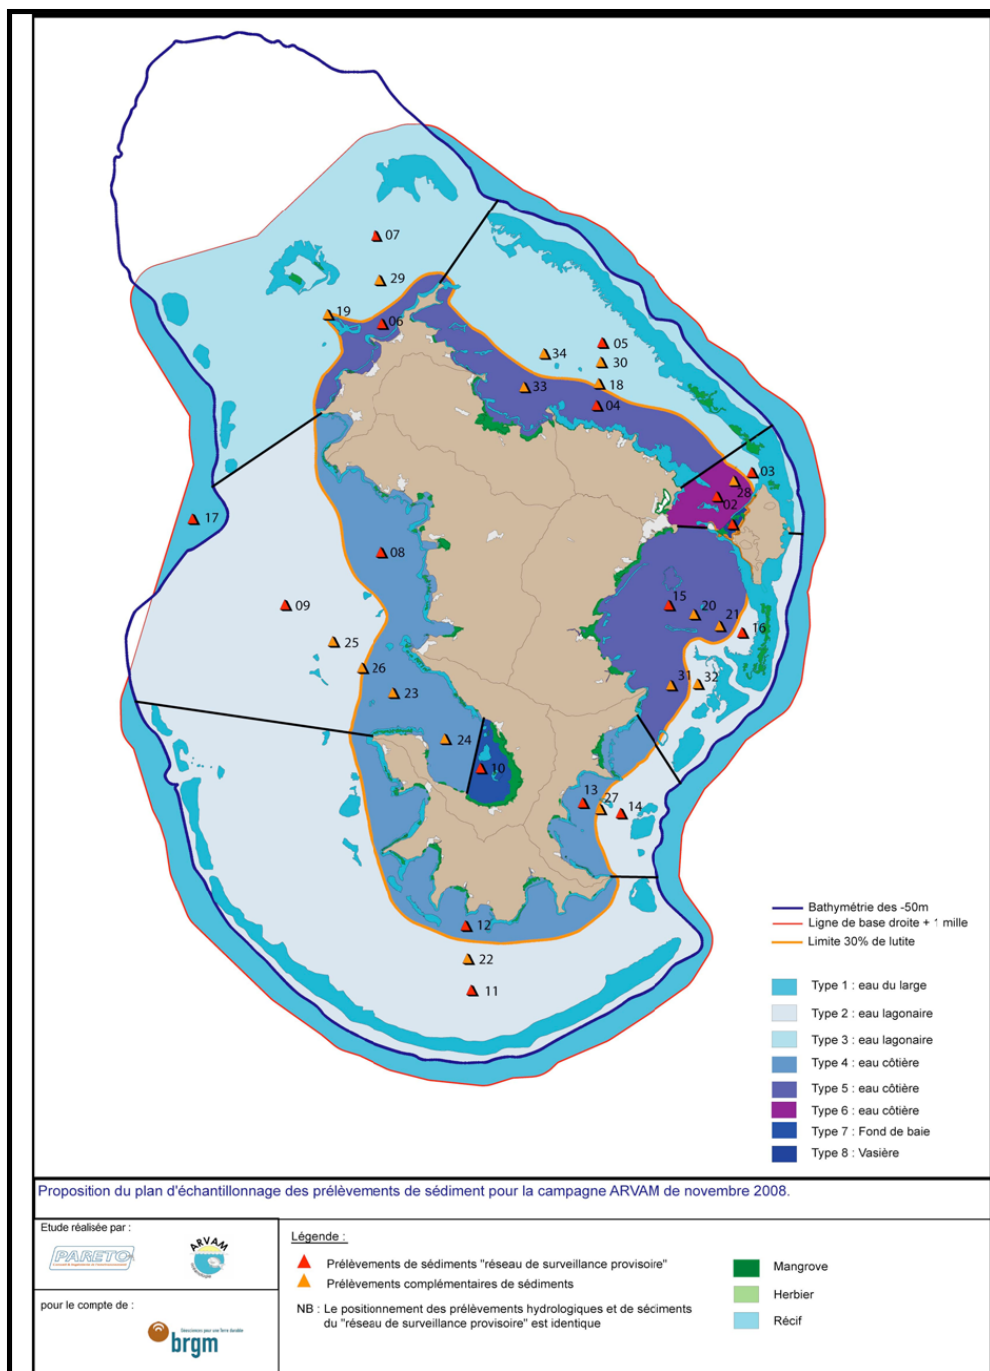 07
29
19
06
05
34
30
18
33
04
03
28
02
17
08
15
20
21
16
09
25
26
31
32
23
24
10
13
27
14
12
22
11
Bathymétrie des -50m
Ligne de base droite + 1 mille
Limite 30% de lutite
Type 1 : eau du large
Type 2 : eau lagonaire
Type 3 : eau lagonaire
Type 4 : eau côtière
Type 5 : eau côtière
Type 6 : eau côtière
Type 7 : Fond de baie
Type 8 : Vasière
Proposition du plan d'échantillonnage des prélèvements de sédiment pour la campagne ARVAM de novembre 2008.
Etude réalisée par :
PARETO
ARVAM
pour le compte de :
Géosciences pour une Terre durable
brgm
Légende :
Prélèvements de sédiments "réseau de surveillance provisoire"
Prélèvements complémentaires de sédiments
NB : Le positionnement des prélèvements hydrologiques et de sédiments
du "réseau de surveillance provisoire" est identique
Mangrove
Herbier
Récif